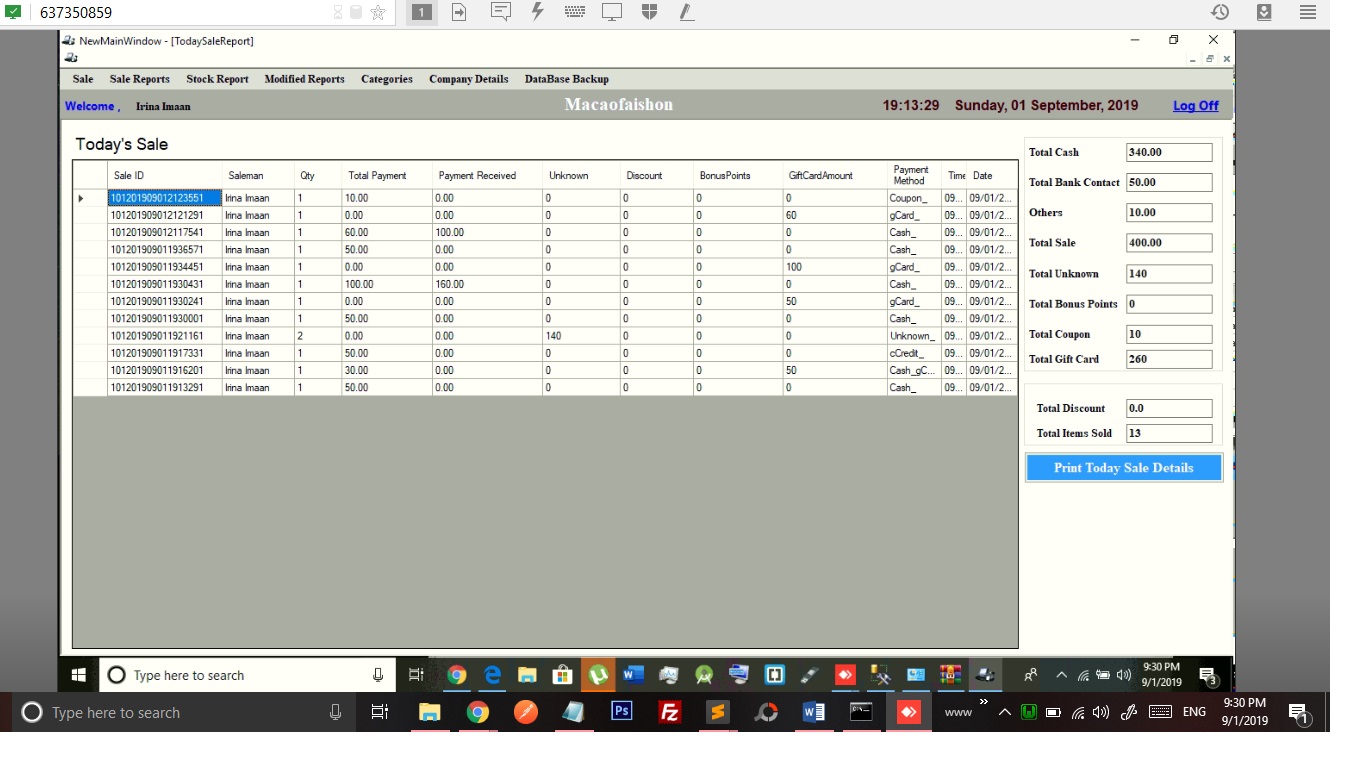 637350859 1
NewMainWindow - [TodaySaleReport]
Sale Sale Reports Stock Report Modified Reports Categories Company Details DataBase Backup
Welcome , Irina Imaan Macaofaishon 19:13:29 Sunday, 01 September, 2019 Log Off
Today's Sale
Sale ID Saleman Qty Total Payment Payment Received Unknown Discount BonusPoints GiftCardAmount Payment Method Time Date
101201909012123551 Irina Imaan 1 10.00 0.00 0 0 0 0 Coupon_ 09... 09/01/2...
101201909012121291 Irina Imaan 1 0.00 0.00 0 0 0 60 gCard_ 09... 09/01/2...
101201909012117541 Irina Imaan 1 60.00 100.00 0 0 0 0 Cash_ 09... 09/01/2...
101201909011936571 Irina Imaan 1 50.00 0.00 0 0 0 0 Cash_ 09... 09/01/2...
101201909011934451 Irina Imaan 1 0.00 0.00 0 0 0 100 gCard_ 09... 09/01/2...
101201909011930431 Irina Imaan 1 100.00 160.00 0 0 0 0 Cash_ 09... 09/01/2...
101201909011930241 Irina Imaan 1 0.00 0.00 0 0 0 50 gCard_ 09... 09/01/2...
101201909011930001 Irina Imaan 1 50.00 0.00 0 0 0 0 Cash_ 09... 09/01/2...
101201909011921161 Irina Imaan 2 0.00 0.00 140 0 0 0 Unknown_ 09... 09/01/2...
101201909011917331 Irina Imaan 1 50.00 0.00 0 0 0 0 cCredit_ 09... 09/01/2...
101201909011916201 Irina Imaan 1 30.00 0.00 0 0 0 50 Cash_gC... 09... 09/01/2...
101201909011913291 Irina Imaan 1 50.00 0.00 0 0 0 0 Cash_ 09... 09/01/2...
Total Cash 340.00
Total Bank Contact 50.00
Others 10.00
Total Sale 400.00
Total Unknown 140
Total Bonus Points 0
Total Coupon 10
Total Gift Card 260
Total Discount 0.0
Total Items Sold 13
Print Today Sale Details
Type here to search 9:30 PM
9/1/2019 3
Type here to search Ps Fz www ENG 9:30 PM
9/1/2019 1